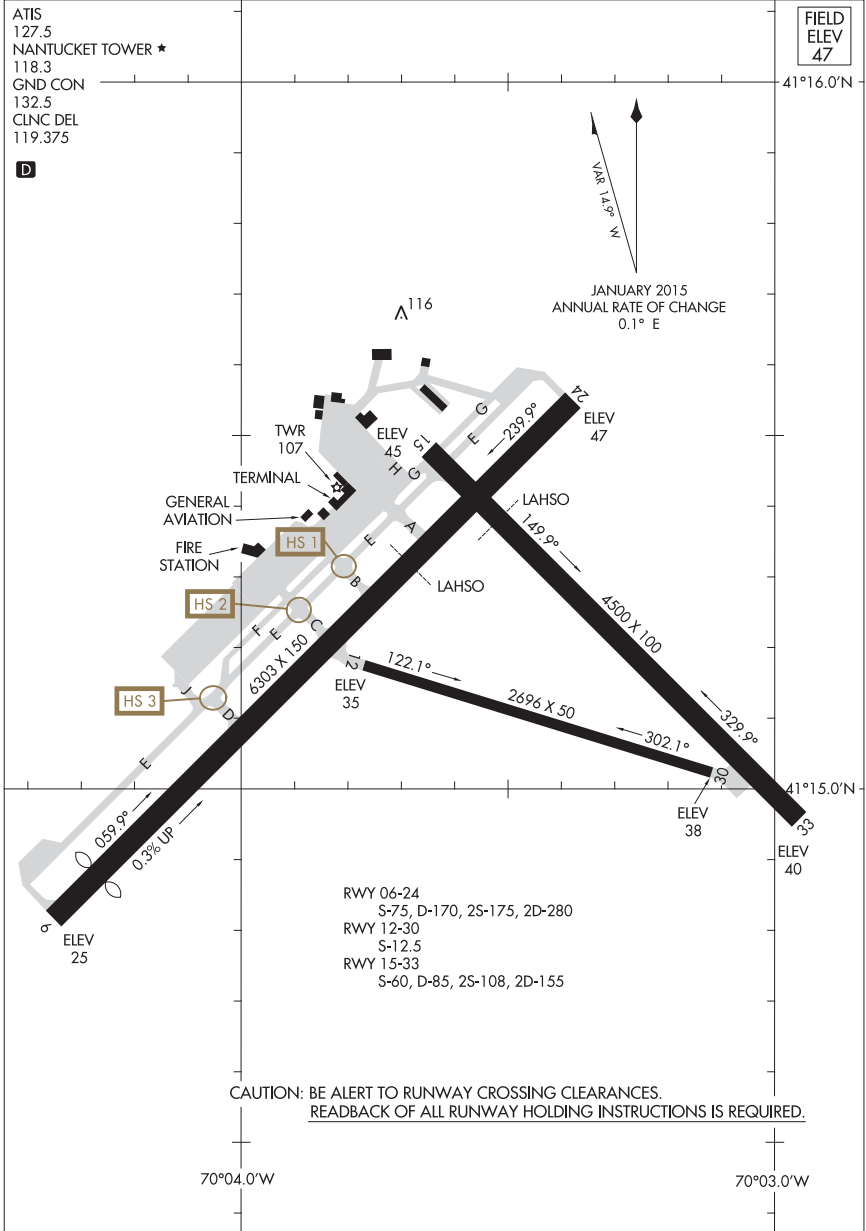 ATIS
127.5
NANTUCKET TOWER ★
118.3
GND CON
132.5
CLNC DEL
119.375
D
FIELD
ELEV
47
41°16.0'N
VAR 14.9° W
JANUARY 2015
ANNUAL RATE OF CHANGE
0.1° E
116
24
ELEV
47
239.9°
G
E
15
ELEV
45
TWR
107
H
G
TERMINAL
LAHSO
GENERAL
AVIATION
149.9°
A
E
HS 1
FIRE
STATION
LAHSO
B
HS 2
4500 X 100
C
F
E
6303 X 150
12
122.1°
ELEV
35
2696 X 50
J
HS 3
D
329.9°
302.1°
E
30
41°15.0'N
ELEV
38
33
059.9°
0.3% UP
ELEV
40
RWY 06-24
S-75, D-170, 2S-175, 2D-280
6
ELEV
25
RWY 12-30
S-12.5
RWY 15-33
S-60, D-85, 2S-108, 2D-155
CAUTION: BE ALERT TO RUNWAY CROSSING CLEARANCES.
READBACK OF ALL RUNWAY HOLDING INSTRUCTIONS IS REQUIRED.
70°04.0'W
70°03.0'W